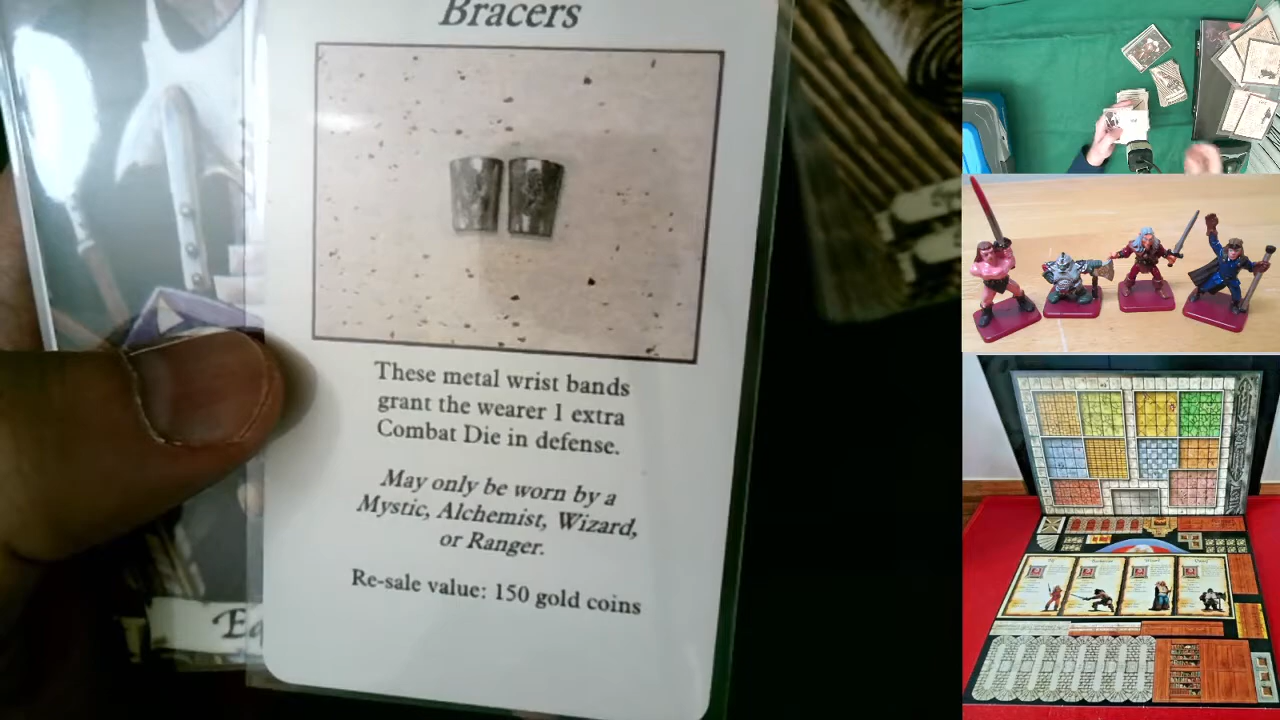 Bracers
These metal wrist bands
grant the wearer 1 extra
Combat Die in defense.
May only be worn by a
Mystic, Alchemist, Wizard,
or Ranger.
Re-sale value: 150 gold coins